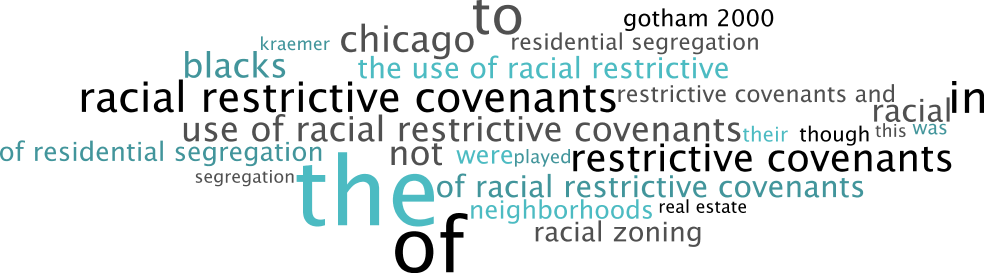 to gotham 2000
kraemer chicago residential segregation
blacks the use of racial restrictive
racial restrictive covenants restrictive covenants and racial in
use of racial restrictive covenants their though this was
of residential segregation not were played restrictive covenants
segregation the of racial restrictive covenants
neighborhoods real estate
of racial zoning